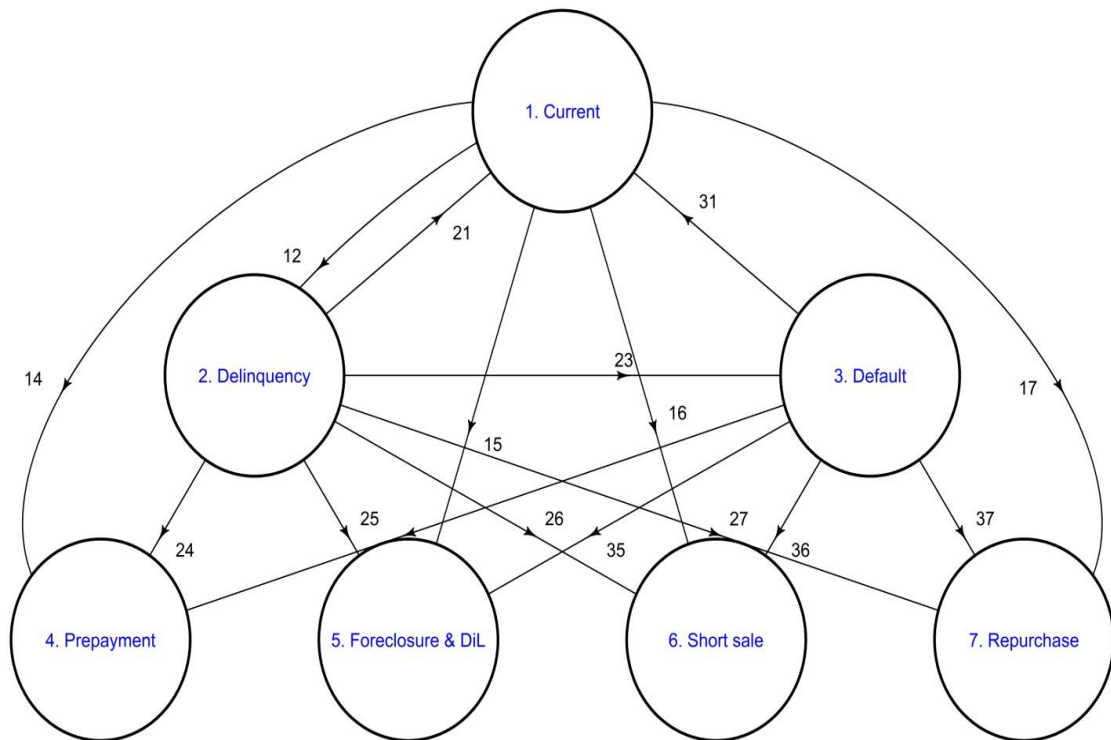 1. Current
31
21
12
23
2. Delinquency
3. Default
14
17
16
15
25
26
27
37
24
35
36
4. Prepayment
5. Foreclosure & DiL
6. Short sale
7. Repurchase